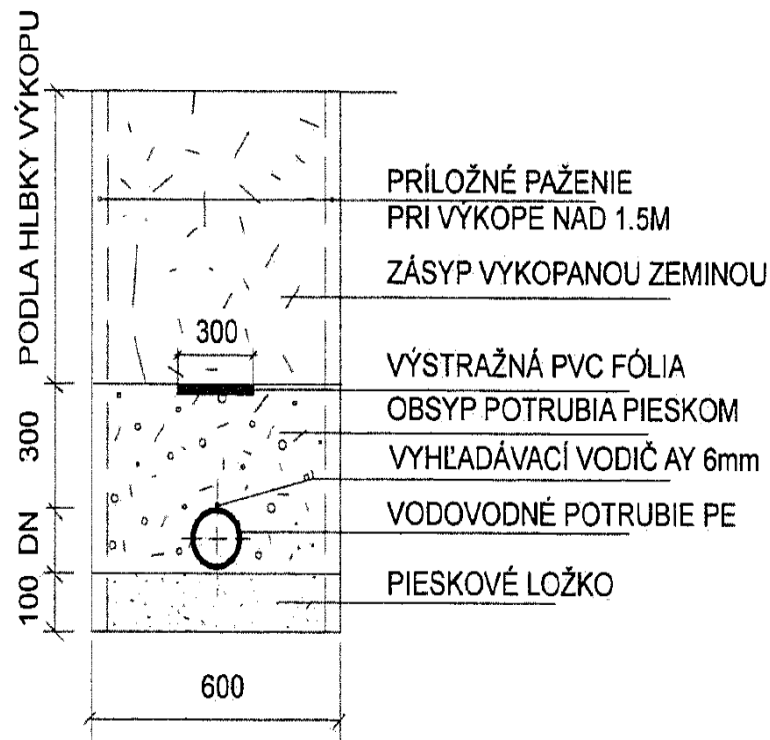 PODLA HLBKY VÝKOPU
300
DN
100
PRÍLOŽNÉ PAŽENIE
PRI VÝKOPE NAD 1.5M
ZÁSYP VYKOPANOU ZEMINOU
300
VÝSTRAŽNÁ PVC FÓLIA
OBSYP POTRUBIA PIESKOM
VYHĽADÁVACÍ VODIČ AY 6mm
VODOVODNÉ POTRUBIE PE
PIESKOVÉ LOŽKO
600